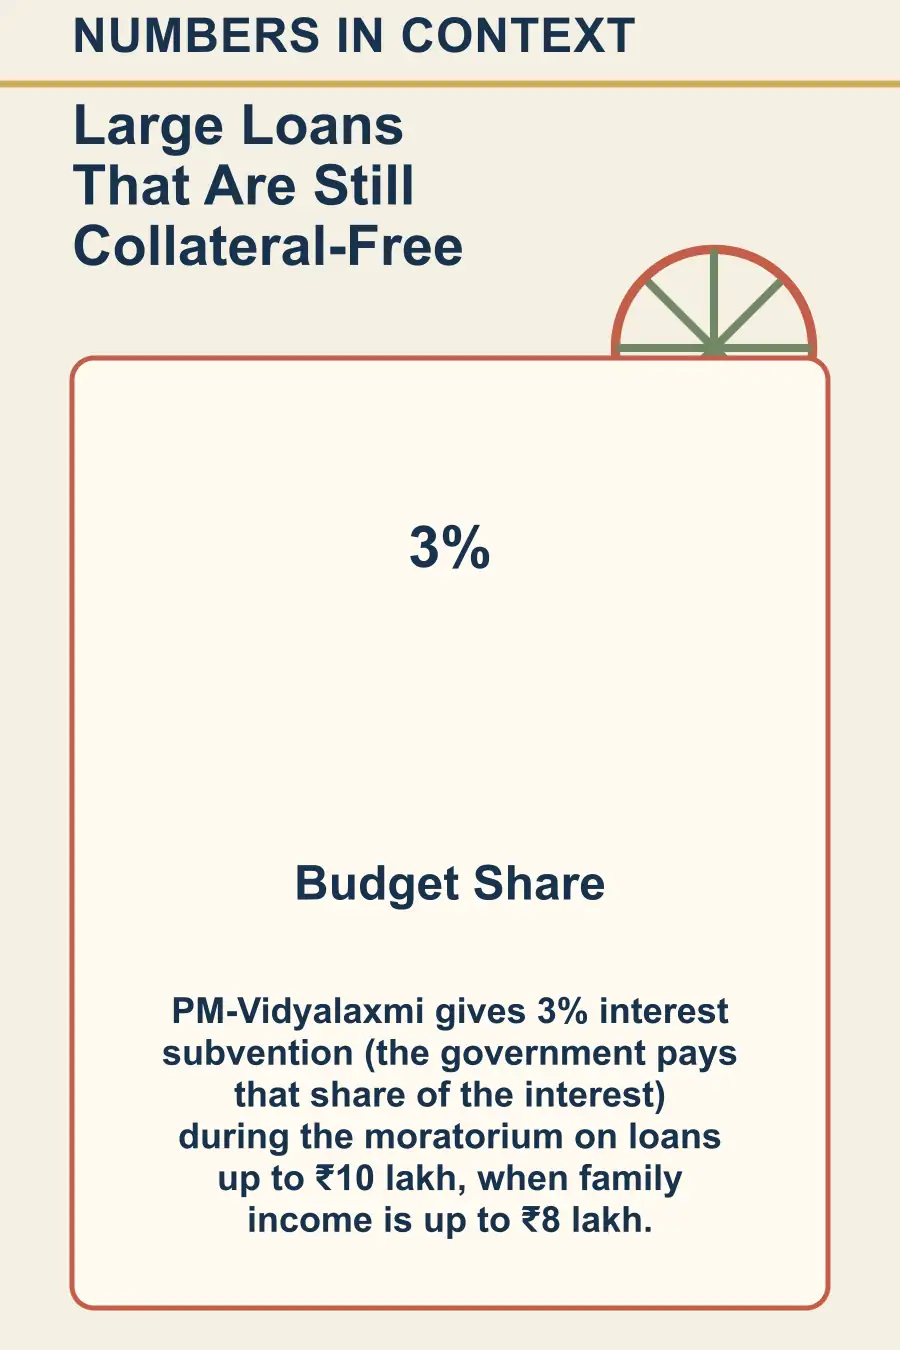 NUMBERS IN CONTEXT
Large Loans
That Are Still
Collateral-Free
3%
Budget Share
PM-Vidyalaxmi gives 3% interest
subvention (the government pays
that share of the interest)
during the moratorium on loans
up to ₹10 lakh, when family
income is up to ₹8 lakh.